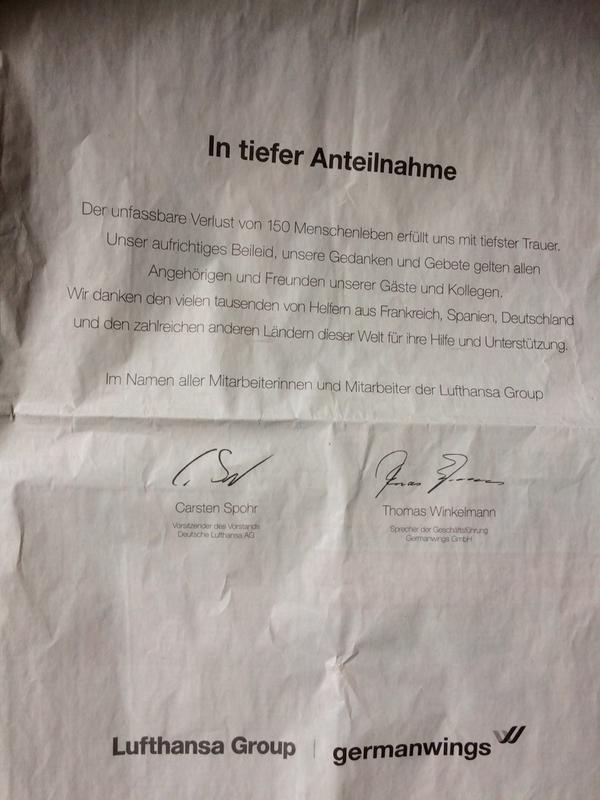 In tiefer Anteilnahme
Der unfassbare Verlust von 150 Menschenleben erfüllt uns mit tiefster Trauer.
Unser aufrichtiges Beileid, unsere Gedanken und Gebete gelten allen
Angehörigen und Freunden unserer Gäste und Kollegen.
Wir danken den vielen tausenden von Helfern aus Frankreich, Spanien, Deutschland
und den zahlreichen anderen Ländern dieser Welt für ihre Hilfe und Unterstützung.
Im Namen aller Mitarbeiterinnen und Mitarbeiter der Lufthansa Group
Carsten Spohr
Vorsitzender des Vorstands
Deutsche Lufthansa AG
Thomas Winkelmann
Sprecher der Geschäftsführung
Germanwings GmbH
Lufthansa Group | germanwings